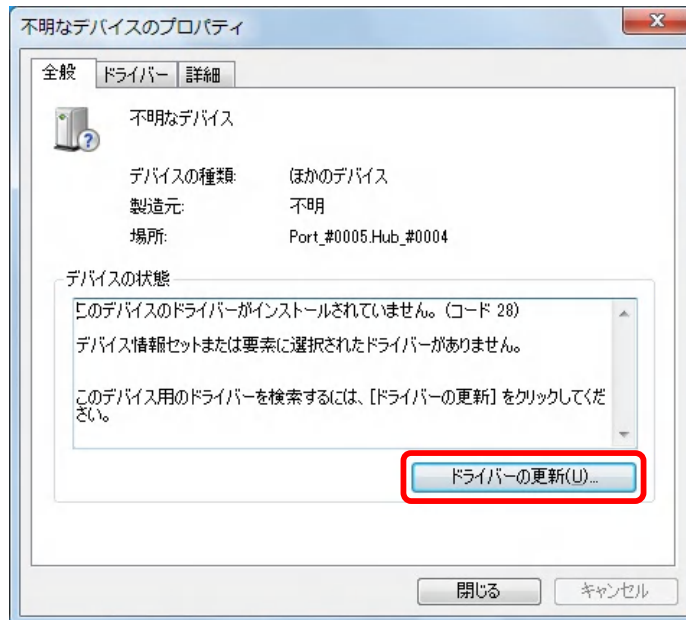 不明なデバイスのプロパティ
全般 ドライバー 詳細
不明なデバイス
デバイスの種類: ほかのデバイス
製造元: 不明
場所: Port_#0005.Hub_#0004
デバイスの状態
このデバイスのドライバーがインストールされていません。(コード 28)
デバイス情報セットまたは要素に選択されたドライバーがありません。
このデバイス用のドライバーを検索するには、[ドライバーの更新] をクリックしてくだ
さい。
ドライバーの更新(U)...
閉じる キャンセル